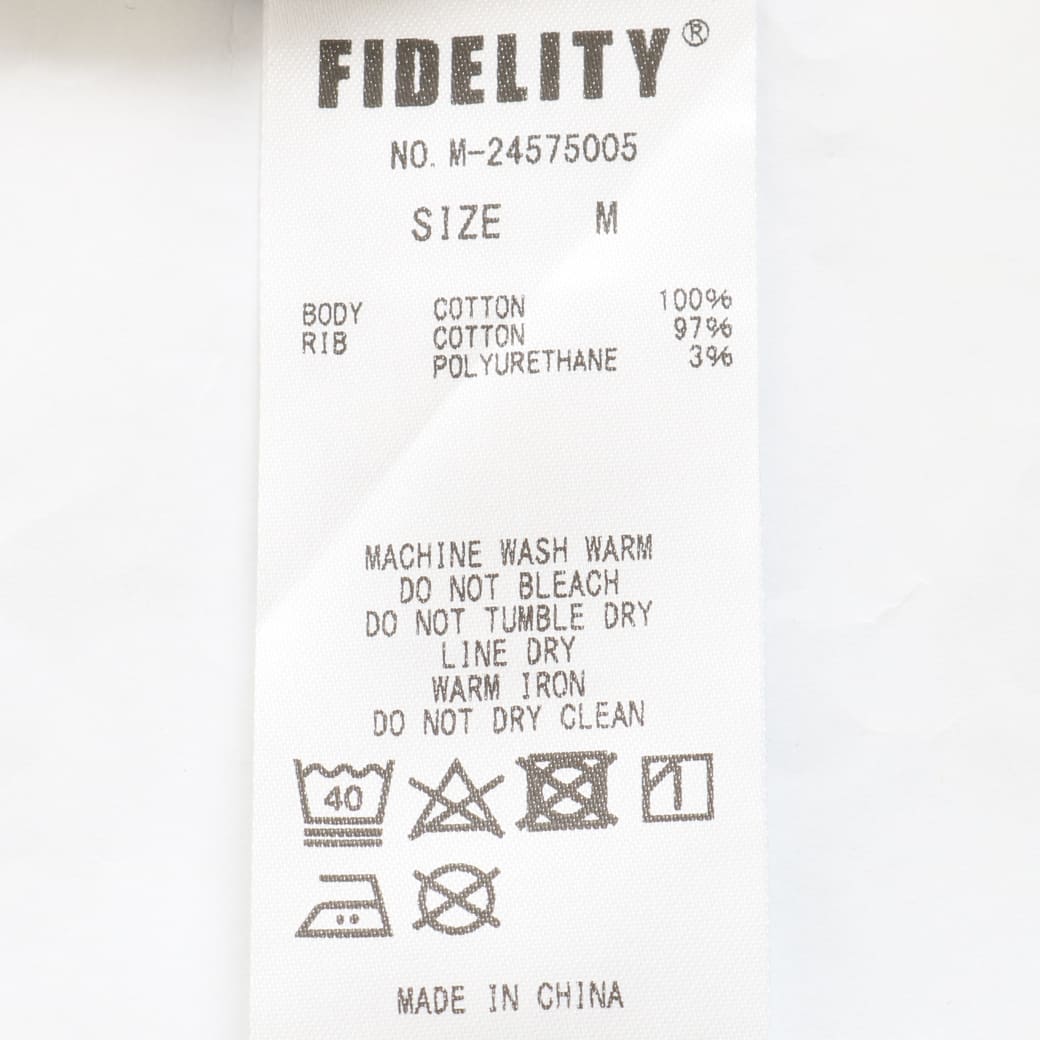 FIDELITY®
NO. M-24575005
SIZE M
BODY COTTON 100%
RIB COTTON 97%
POLYURETHANE 3%
MACHINE WASH WARM
DO NOT BLEACH
DO NOT TUMBLE DRY
LINE DRY
WARM IRON
DO NOT DRY CLEAN
40
MADE IN CHINA